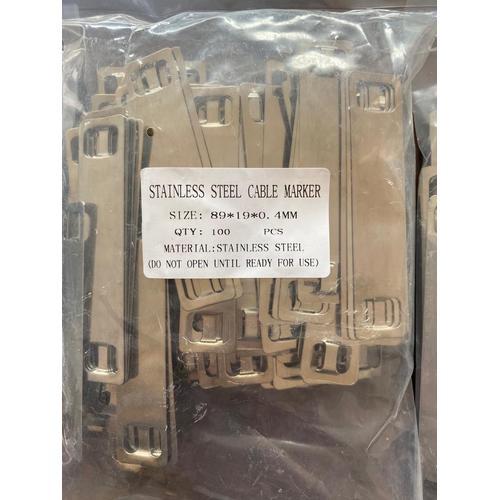 STAINLESS STEEL CABLE MARKER
SIZE: 89*19*0.4MM
QTY: 100 PCS
MATERIAL:STAINLESS STEEL
(DO NOT OPEN UNTIL READY FOR USE)